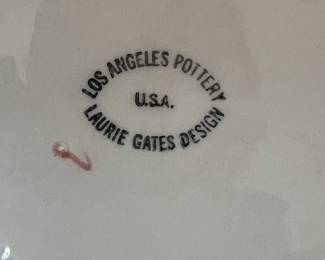 LOS ANGELES POTTERY
U.S.A.
LAURIE GATES DESIGN